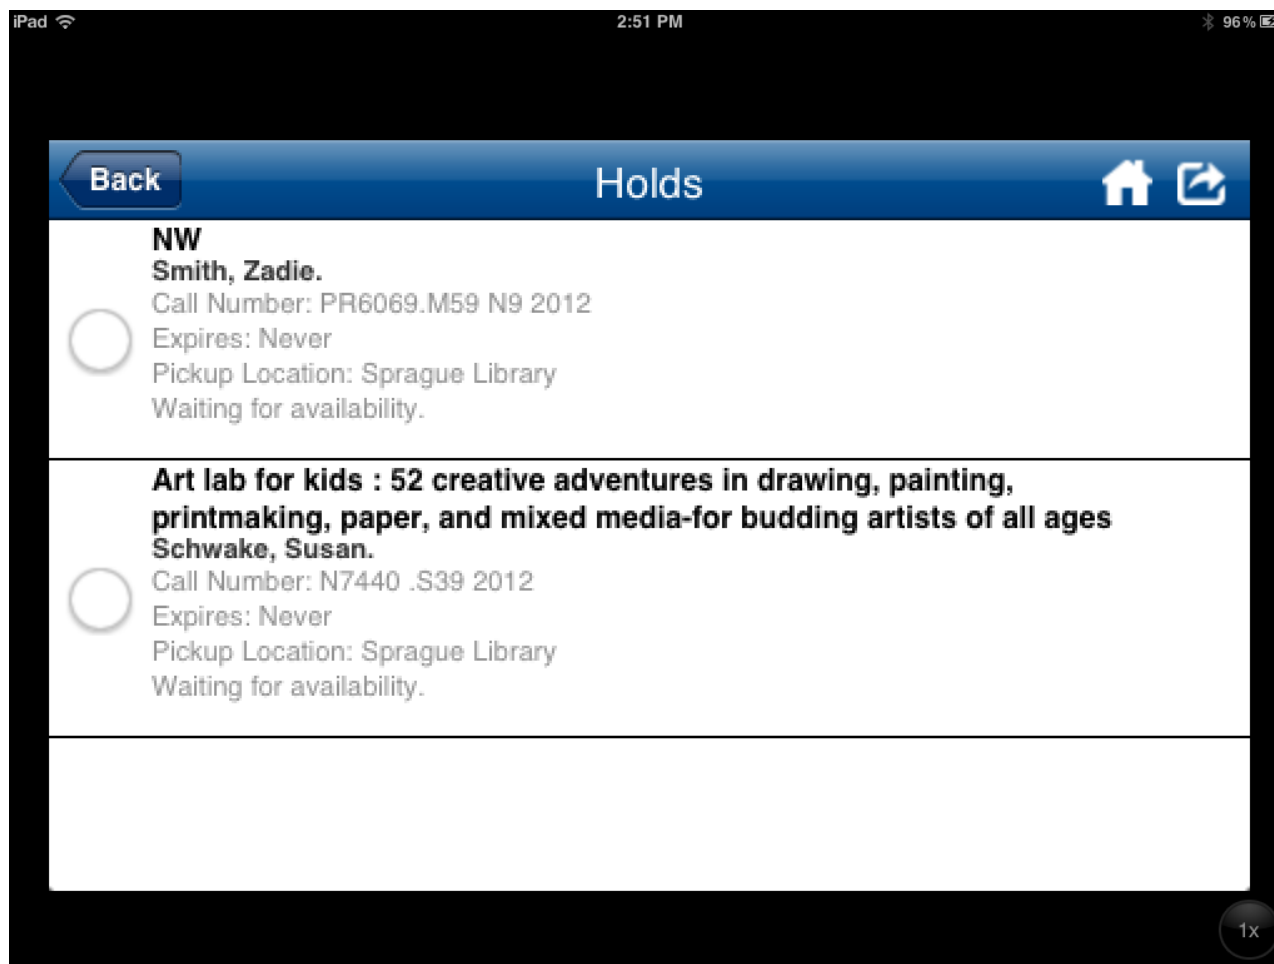 iPad 2:51 PM 96%
Back Holds
NW
Smith, Zadie.
Call Number: PR6069.M59 N9 2012
Expires: Never
Pickup Location: Sprague Library
Waiting for availability.
Art lab for kids : 52 creative adventures in drawing, painting,
printmaking, paper, and mixed media-for budding artists of all ages
Schwake, Susan.
Call Number: N7440 .S39 2012
Expires: Never
Pickup Location: Sprague Library
Waiting for availability.
1x